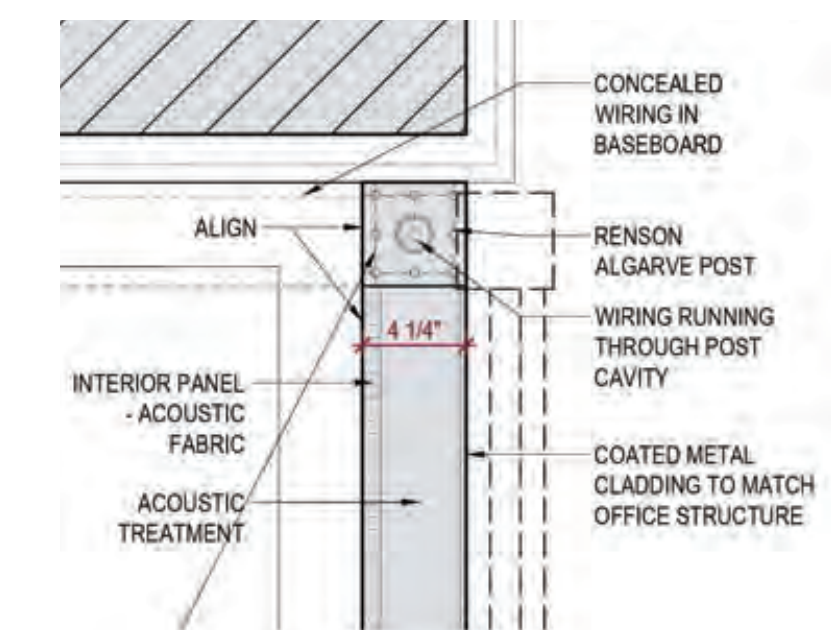 CONCEALED
WIRING IN
BASEBOARD
ALIGN
RENSON
ALGARVE POST
WIRING RUNNING
THROUGH POST
CAVITY
4 1/4"
INTERIOR PANEL
- ACOUSTIC
FABRIC
COATED METAL
CLADDING TO MATCH
OFFICE STRUCTURE
ACOUSTIC
TREATMENT